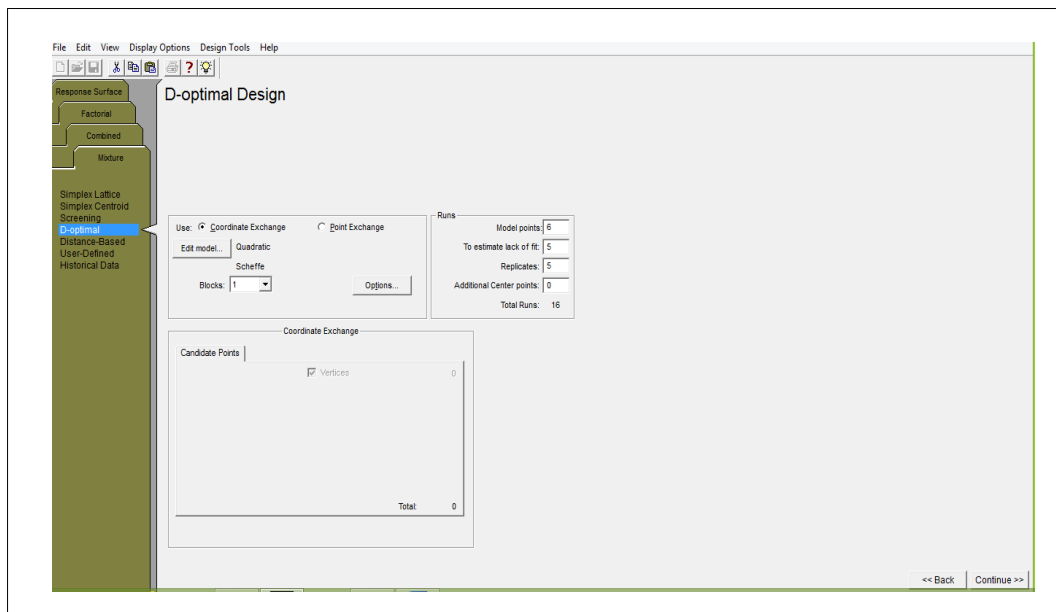 File Edit View Display Options Design Tools Help
Response Surface
Factorial
Combined
Mixture
Simplex Lattice
Simplex Centroid
Screening
D-optimal
Distance-Based
User-Defined
Historical Data
D-optimal Design
Use: Coordinate Exchange Point Exchange
Edit model... Quadratic
Scheffe
Blocks: 1 Options...
Runs
Model points: 6
To estimate lack of fit: 5
Replicates: 5
Additional Center points: 0
Total Runs: 16
Coordinate Exchange
Candidate Points
Vertices 0
Total: 0
<< Back Continue >>